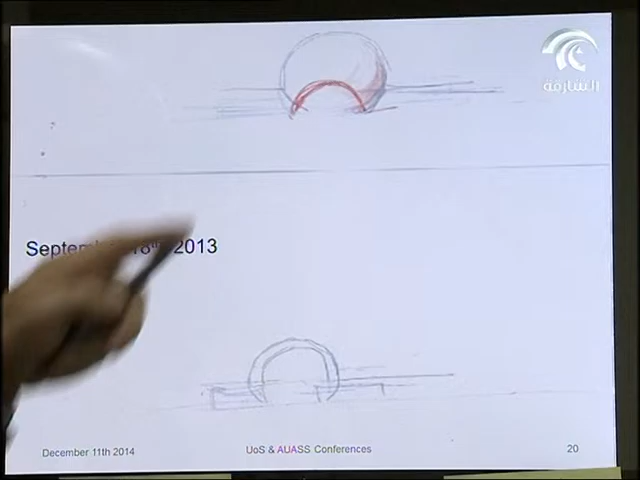 الشارقة
2013
December 11th 2014
UoS & AUASS Conferences
20